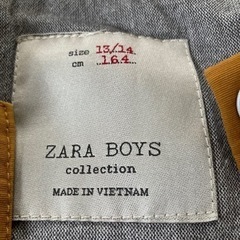 size 13/14
cm 164
ZARA BOYS
collection
MADE IN VIETNAM